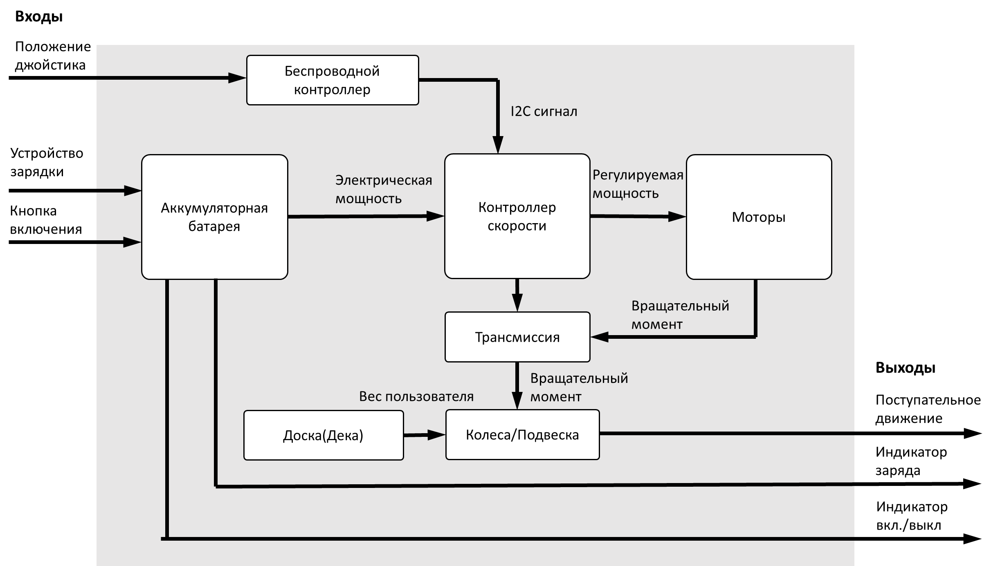 Входы
Положение
джойстика
Беспроводной
контроллер
I2C сигнал
Устройство
зарядки
Кнопка
включения
Аккумуляторная
батарея
Электрическая
мощность
Контроллер
скорости
Регулируемая
мощность
Моторы
Вращательный
момент
Трансмиссия
Вращательный
момент
Вес пользователя
Доска(Дека)
Колеса/Подвеска
Выходы
Поступательное
движение
Индикатор
заряда
Индикатор
вкл./выкл